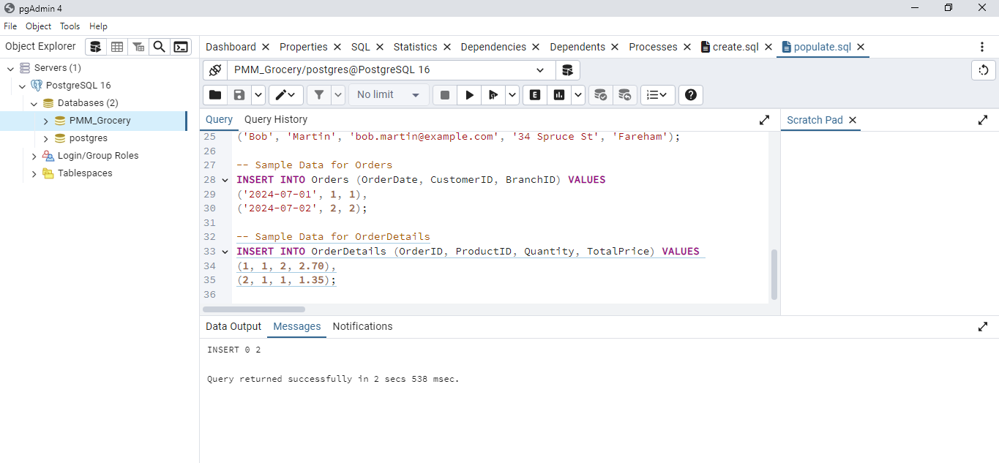 pgAdmin 4
File Object Tools Help
Object Explorer
Dashboard Properties SQL Statistics Dependencies Dependents Processes create.sql populate.sql
Servers (1)
PostgreSQL 16
Databases (2)
PMM_Grocery
postgres
Login/Group Roles
Tablespaces
PMM_Grocery/postgres@PostgreSQL 16
No limit
E
Query Query History
Scratch Pad
25 ('Bob', 'Martin', 'bob.martin@example.com', '34 Spruce St', 'Fareham');
26
27 -- Sample Data for Orders
28 INSERT INTO Orders (OrderDate, CustomerID, BranchID) VALUES
29 ('2024-07-01', 1, 1),
30 ('2024-07-02', 2, 2);
31
32 -- Sample Data for OrderDetails
33 INSERT INTO OrderDetails (OrderID, ProductID, Quantity, TotalPrice) VALUES
34 (1, 1, 2, 2.70),
35 (2, 1, 1, 1.35);
36
Data Output Messages Notifications
INSERT 0 2
Query returned successfully in 2 secs 538 msec.